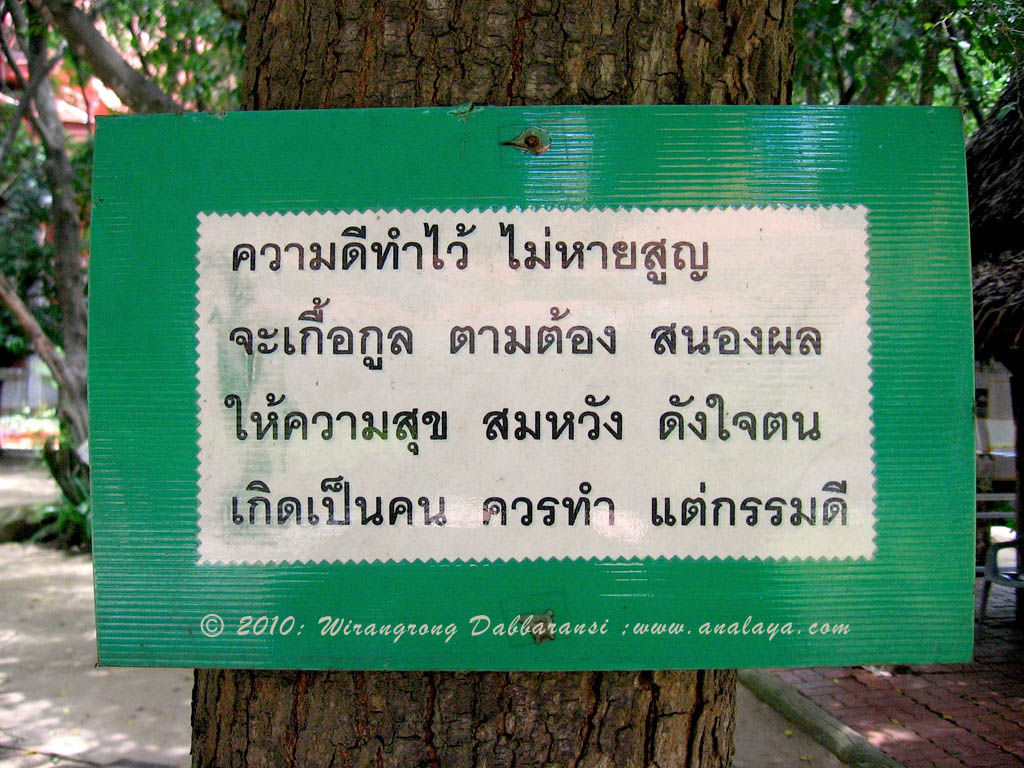 ความดีทำไว้ ไม่หายสูญ
จะเกื้อกูล ตามต้อง สนองผล
ให้ความสุข สมหวัง ดังใจตน
เกิดเป็นคน ควรทำ แต่กรรมดี
© 2010: Wirangrong Dabbaransi :www.analaya.com